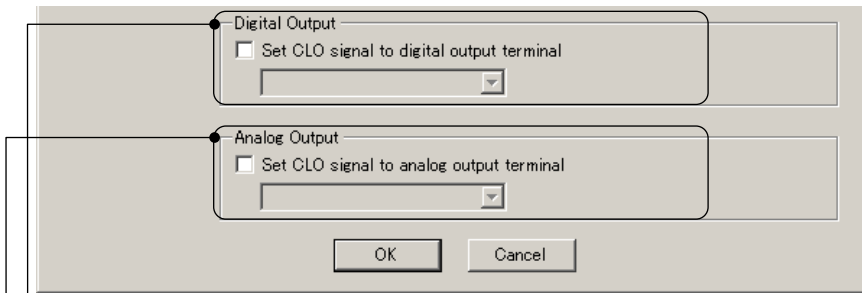 Digital Output
Set CLO signal to digital output terminal
Analog Output
Set CLO signal to analog output terminal
OK Cancel